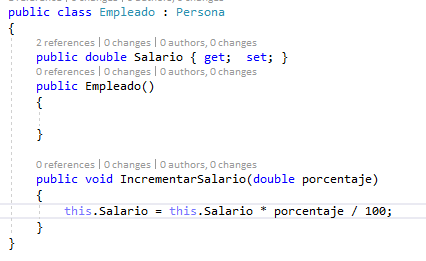 public class Empleado : Persona
{
2 references | 0 changes | 0 authors, 0 changes
public double Salario { get;  set; }
0 references | 0 changes | 0 authors, 0 changes
public Empleado()
{
}
0 references | 0 changes | 0 authors, 0 changes
public void IncrementarSalario(double porcentaje)
{
this.Salario = this.Salario * porcentaje / 100;
}
}